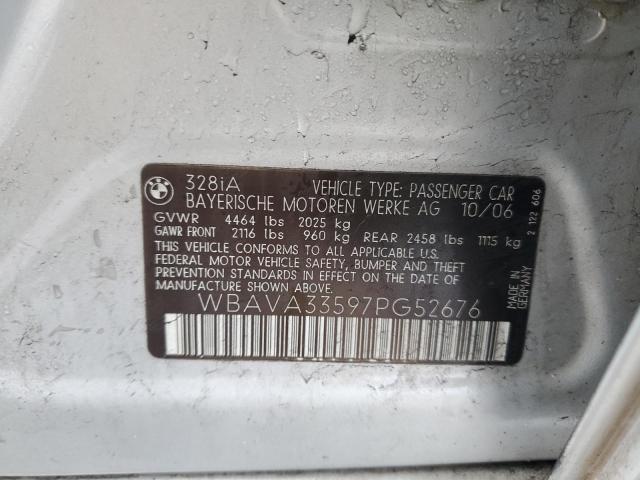 BMW
328iA VEHICLE TYPE: PASSENGER CAR
BAYERISCHE MOTOREN WERKE AG 10/06
GVWR 4464 lbs 2025 kg
GAWR FRONT 2116 lbs 960 kg REAR 2458 lbs 1115 kg
THIS VEHICLE CONFORMS TO ALL APPLICABLE U.S.
FEDERAL MOTOR VEHICLE SAFETY, BUMPER AND THEFT
PREVENTION STANDARDS IN EFFECT ON THE DATE OF
MANUFACTURE SHOWN ABOVE.
WBAVA33597PG52676
2 122 606
MADE IN
GERMANY